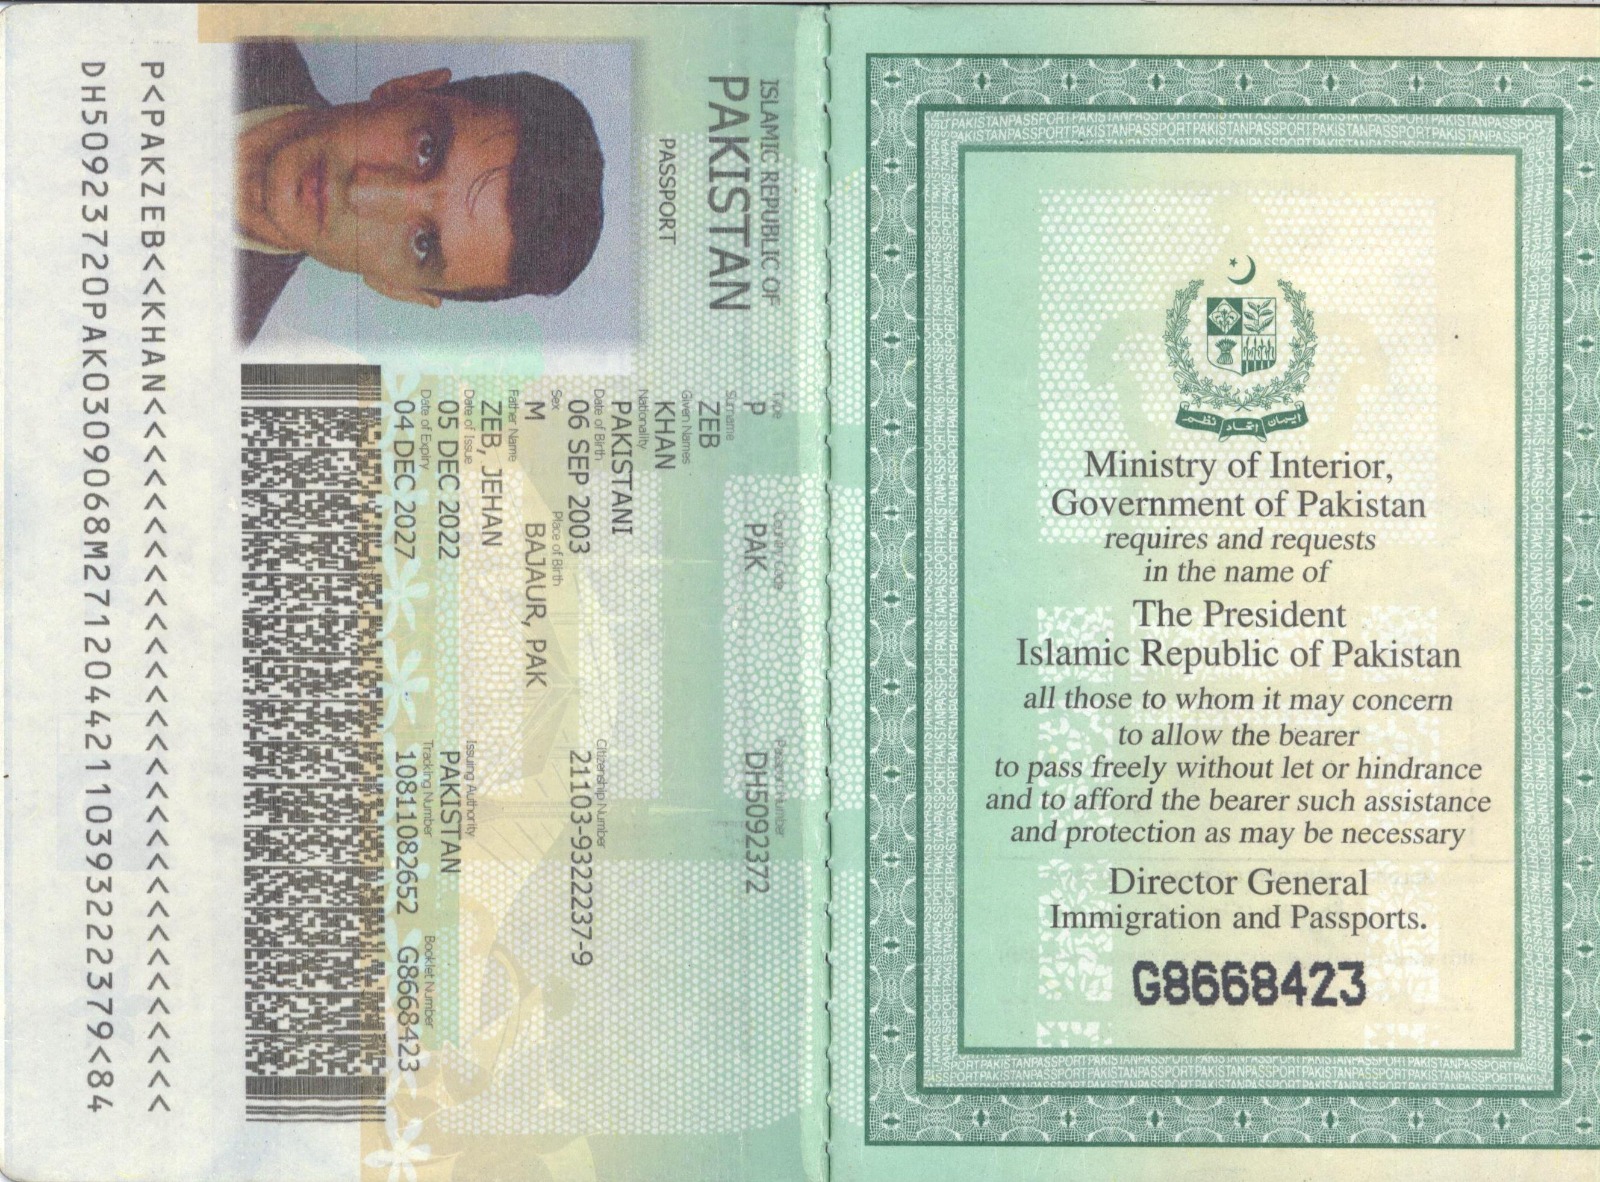 ISLAMIC REPUBLIC OF
PAKISTAN
PASSPORT
Type
P
Country Code
PAK
Passport Number
DH5092372
Surname
ZEB
Given Names
KHAN
Nationality
PAKISTANI
Date of Birth
06 SEP 2003
Citizenship Number
21103-9322237-9
Sex
M
Place of Birth
BAJAUR, PAK
Father Name
ZEB, JEHAN
Date of Issue
05 DEC 2022
Issuing Authority
PAKISTAN
Date of Expiry
04 DEC 2027
Tracking Number
10811082652
Booklet Number
G8668423
P<PAKZEB<<KHAN<<<<<<<<<<<<<<<<<<<<<<<<<<<<<<
DH50923720PAK0309068M27120442110393222379<84
ایمان اتحاد نظم
Ministry of Interior,
Government of Pakistan
requires and requests
in the name of
The President
Islamic Republic of Pakistan
all those to whom it may concern
to allow the bearer
to pass freely without let or hindrance
and to afford the bearer such assistance
and protection as may be necessary
Director General
Immigration and Passports.
G8668423